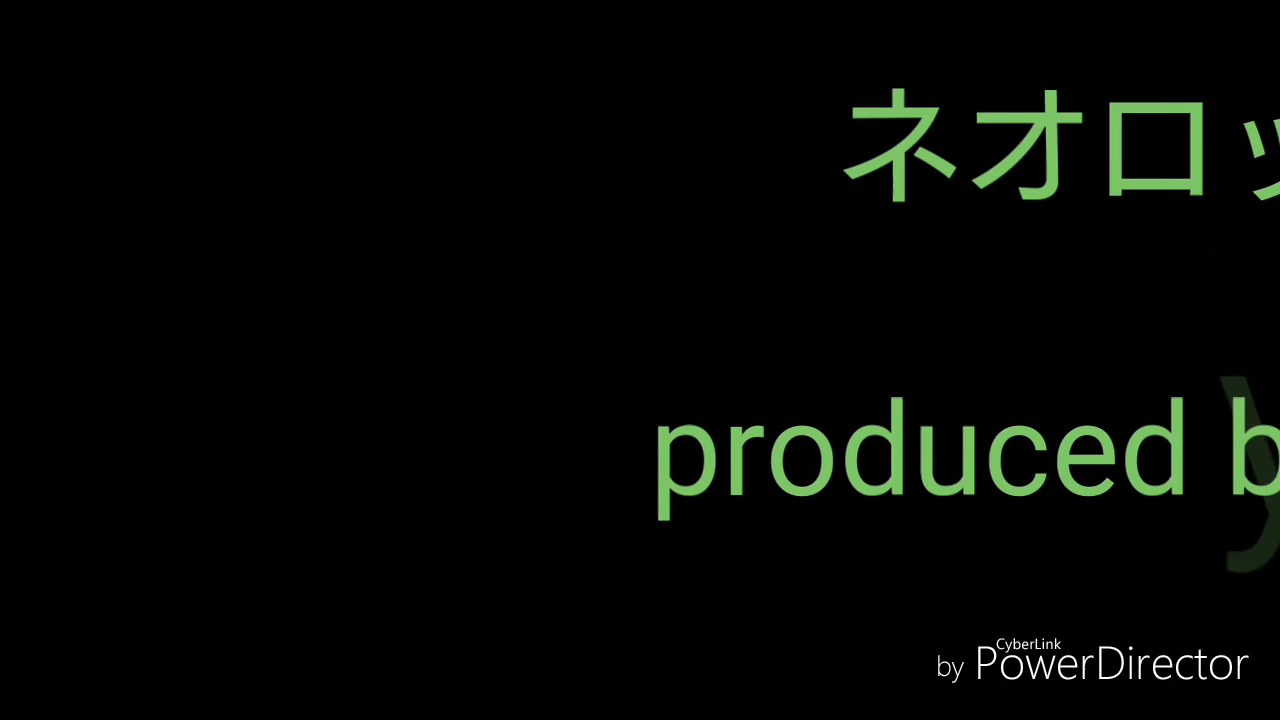 ネオロッ
produced b
CyberLink
by PowerDirector